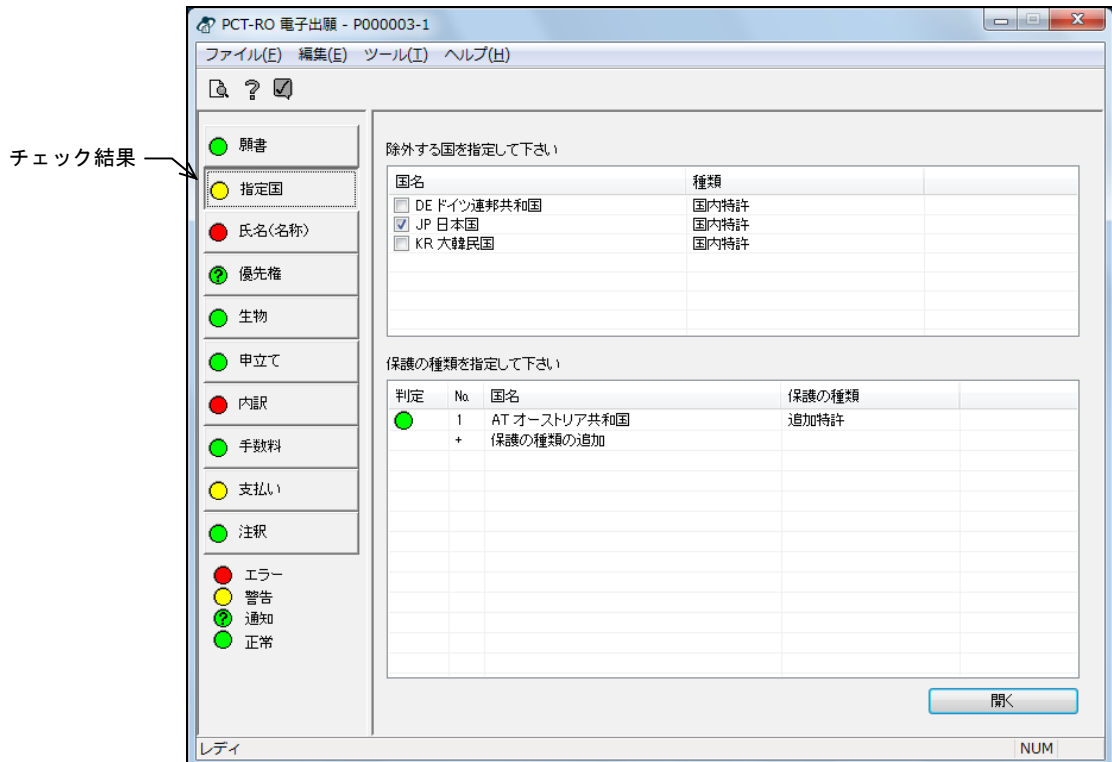 PCT-RO 電子出願 - P000003-1
ファイル(F) 編集(E) ツール(T) ヘルプ(H)
チェック結果
願書
指定国
氏名(名称)
優先権
生物
申立て
内訳
手数料
支払い
注釈
エラー
警告
? 通知
正常
除外する国を指定して下さい
国名 種類
DE ドイツ連邦共和国 国内特許
JP 日本国 国内特許
KR 大韓民国 国内特許
保護の種類を指定して下さい
判定 No. 国名 保護の種類
1 AT オーストリア共和国 追加特許
+ 保護の種類の追加
開く
レディ NUM